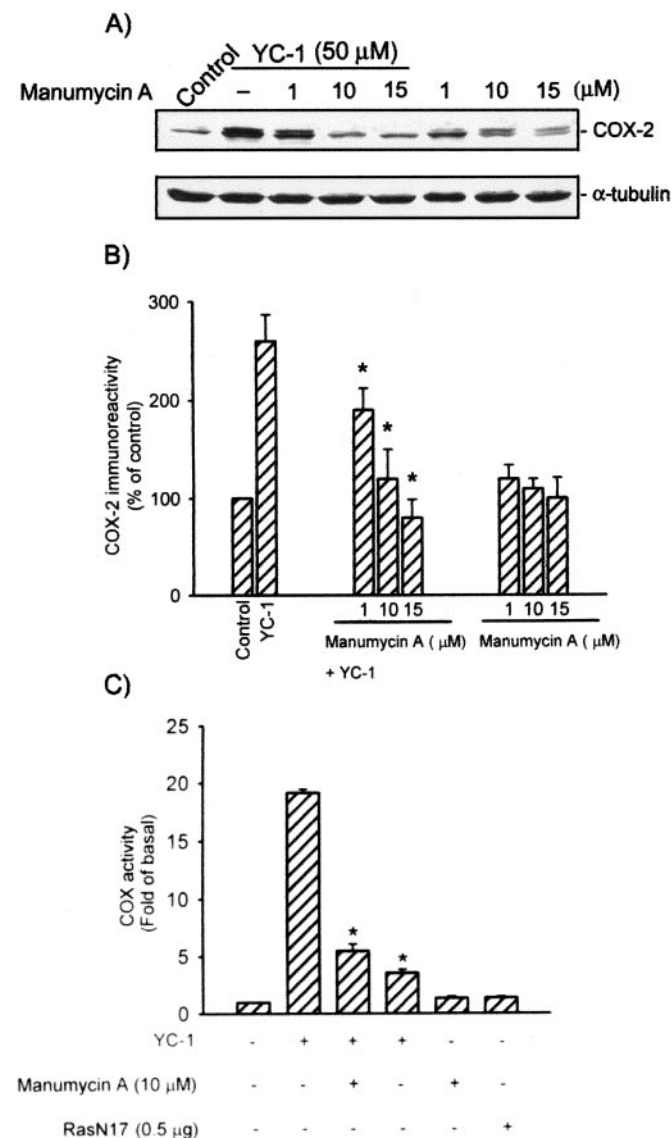 A)
YC-1 (50 μM)
Manumycin A Control – 1 10 15 1 10 15 (μM)
- COX-2
- α-tubulin
B)
COX-2 immunoreactivity
(% of control)
300
200
100
0
* * *
Control YC-1 1 10 15 1 10 15
Manumycin A ( μM) Manumycin A ( μM)
+ YC-1
C)
COX activity
(Fold of basal)
25
20
15
10
5
0
* *
YC-1 - + + + - -
Manumycin A (10 μM) - - + - + -
RasN17 (0.5 μg) - - - - - +